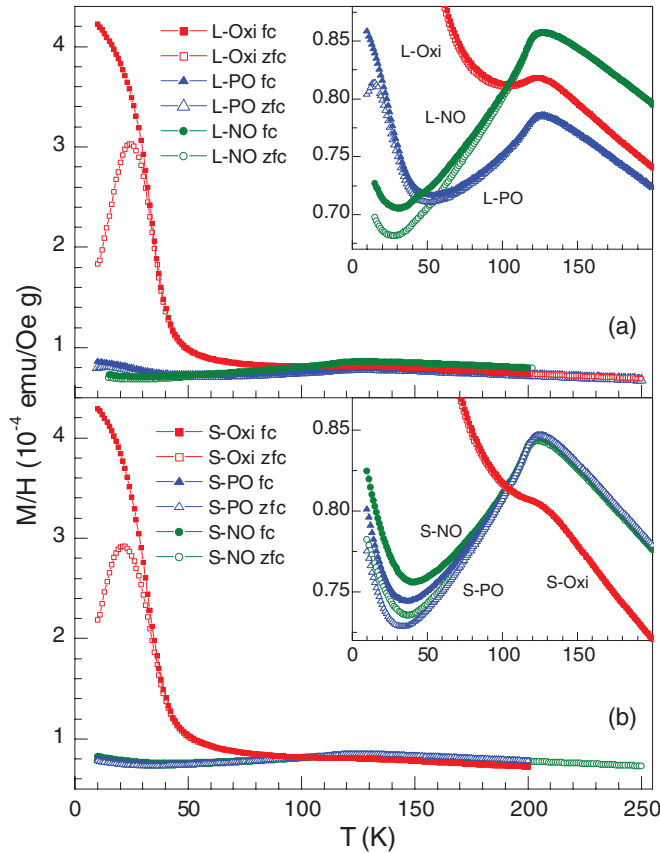 4
3
2
1
L-Oxi fc
L-Oxi zfc
L-PO fc
L-PO zfc
L-NO fc
L-NO zfc
0.85
0.80
0.75
0.70
L-Oxi
L-NO
L-PO
0 50 100 150
(a)
M/H (10⁻⁴ emu/Oe g)
4
3
2
1
S-Oxi fc
S-Oxi zfc
S-PO fc
S-PO zfc
S-NO fc
S-NO zfc
0.85
0.80
0.75
S-NO
S-PO
S-Oxi
0 50 100 150
(b)
0 50 100 150 200 250
T (K)